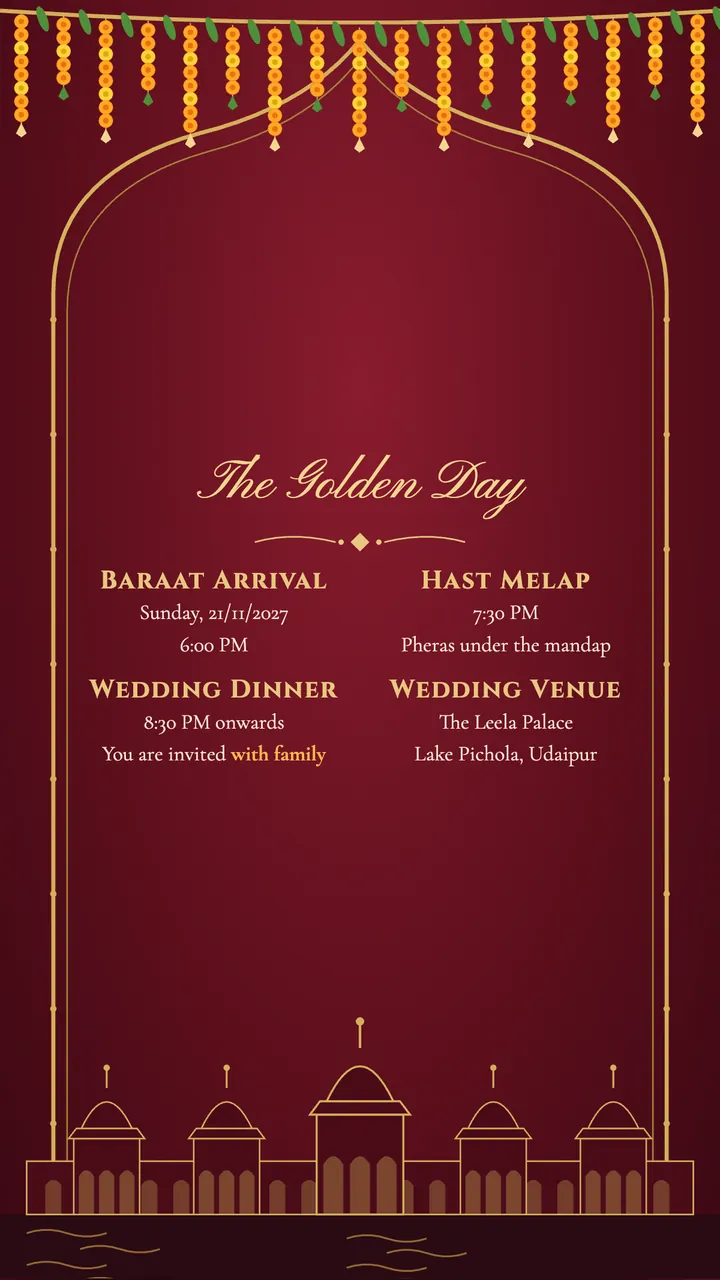 The Golden Day
BARAAT ARRIVAL
Sunday, 21/11/2027
6:00 PM
HAST MELAP
7:30 PM
Pheras under the mandap
WEDDING DINNER
8:30 PM onwards
You are invited with family
WEDDING VENUE
The Leela Palace
Lake Pichola, Udaipur